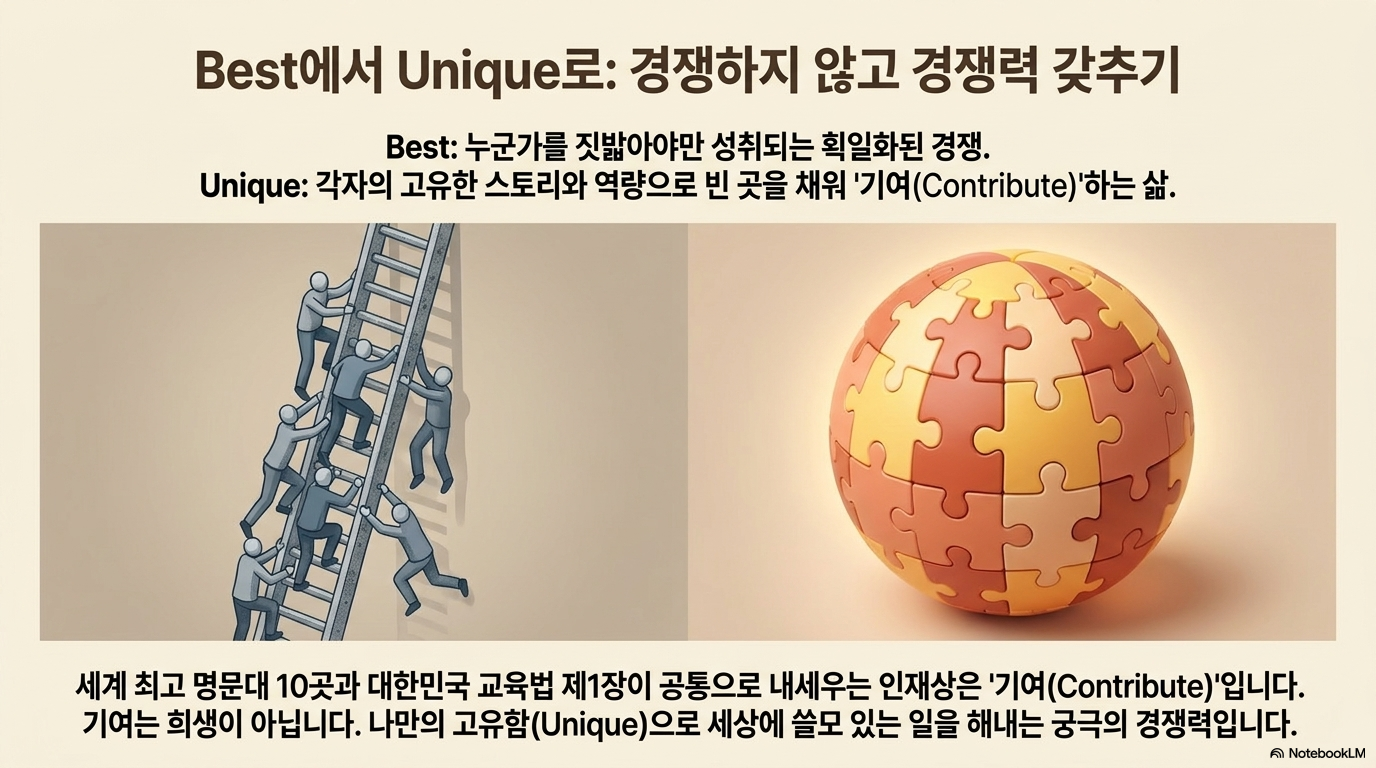 Best에서 Unique로: 경쟁하지 않고 경쟁력 갖추기
Best: 누군가를 짓밟아야만 성취되는 획일화된 경쟁.
Unique: 각자의 고유한 스토리와 역량으로 빈 곳을 채워 '기여(Contribute)'하는 삶.
세계 최고 명문대 10곳과 대한민국 교육법 제1장이 공통으로 내세우는 인재상은 '기여(Contribute)'입니다.
기여는 희생이 아닙니다. 나만의 고유함(Unique)으로 세상에 쓸모 있는 일을 해내는 궁극의 경쟁력입니다.
NotebookLM